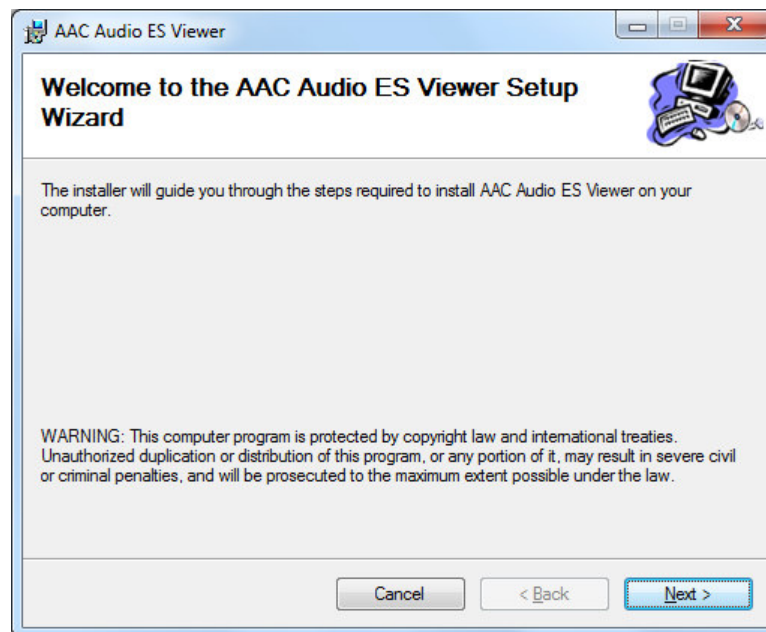 AAC Audio ES Viewer
Welcome to the AAC Audio ES Viewer Setup
Wizard
The installer will guide you through the steps required to install AAC Audio ES Viewer on your
computer.
WARNING: This computer program is protected by copyright law and international treaties.
Unauthorized duplication or distribution of this program, or any portion of it, may result in severe civil
or criminal penalties, and will be prosecuted to the maximum extent possible under the law.
Cancel < Back Next >